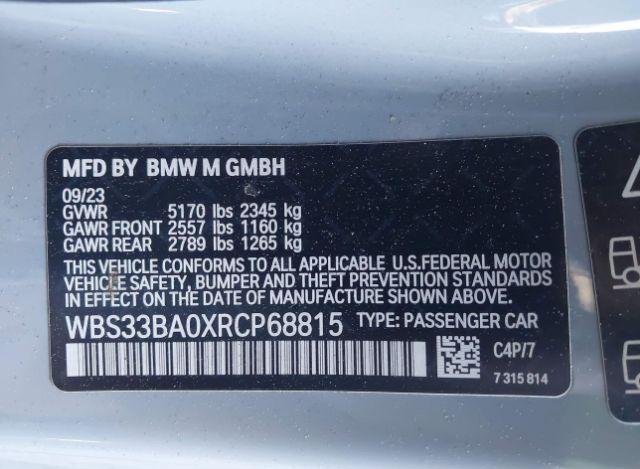 MFD BY BMW M GMBH
09/23
GVWR 5170 lbs 2345 kg
GAWR FRONT 2557 lbs 1160 kg
GAWR REAR 2789 lbs 1265 kg
THIS VEHICLE CONFORMS TO ALL APPLICABLE U.S.FEDERAL MOTOR
VEHICLE SAFETY, BUMPER AND THEFT PREVENTION STANDARDS
IN EFFECT ON THE DATE OF MANUFACTURE SHOWN ABOVE.
WBS33BA0XRCP68815 TYPE: PASSENGER CAR
C4P/7
7 315 814